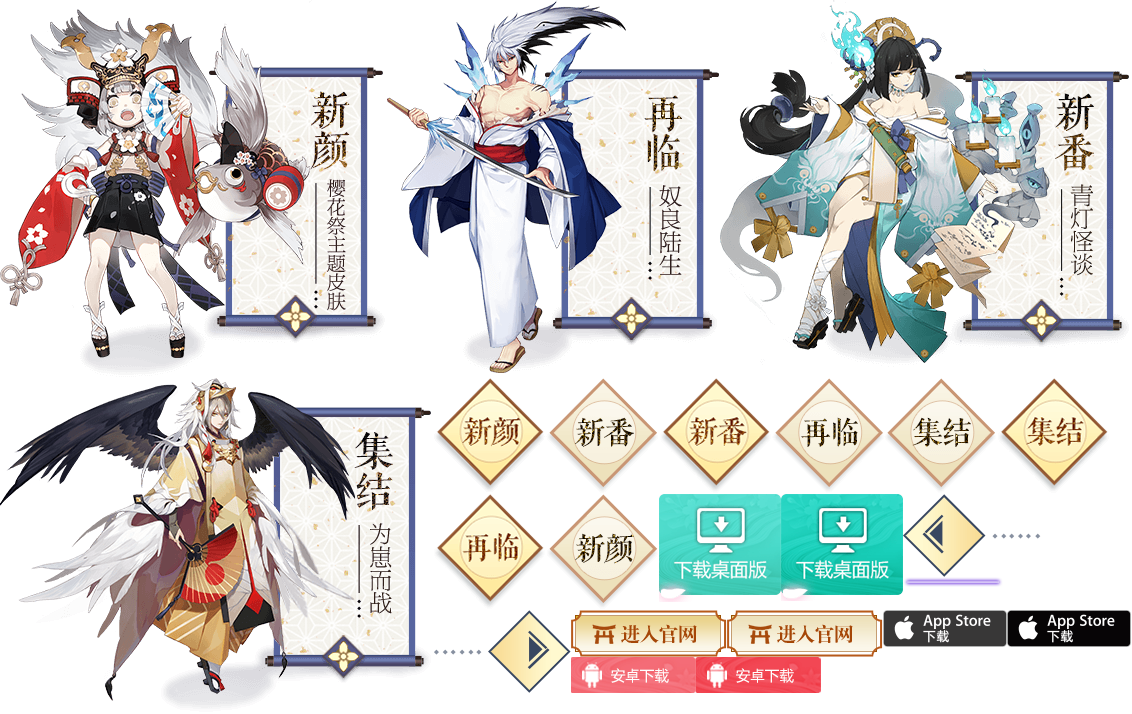 新颜
樱花祭主题皮肤
再临
奴良陆生
新番
青灯怪谈
集结
为崽而战
新颜
新番
新番
再临
集结
集结
再临
新颜
下载桌面版
下载桌面版
进入官网
进入官网
App Store
下载
App Store
下载
安卓下载
安卓下载